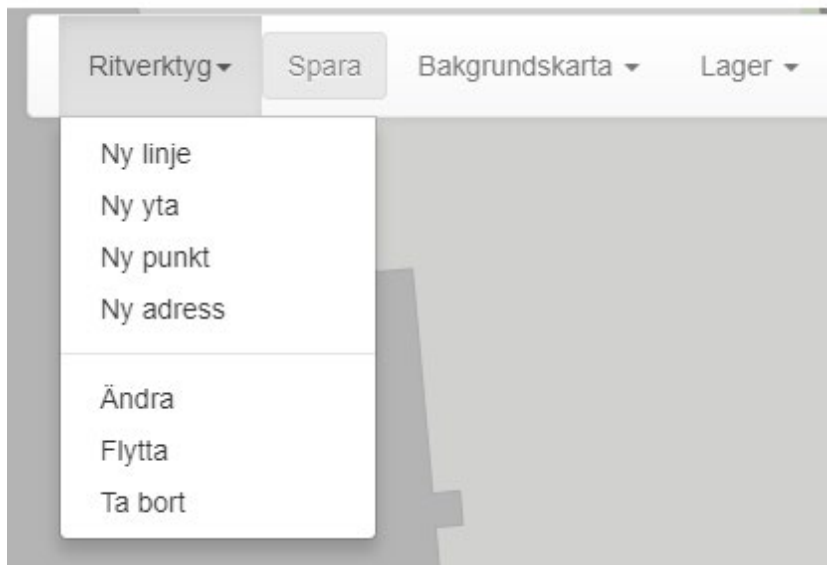 Ritverktyg Spara Bakgrundskarta Lager
Ny linje
Ny yta
Ny punkt
Ny adress
Ändra
Flytta
Ta bort